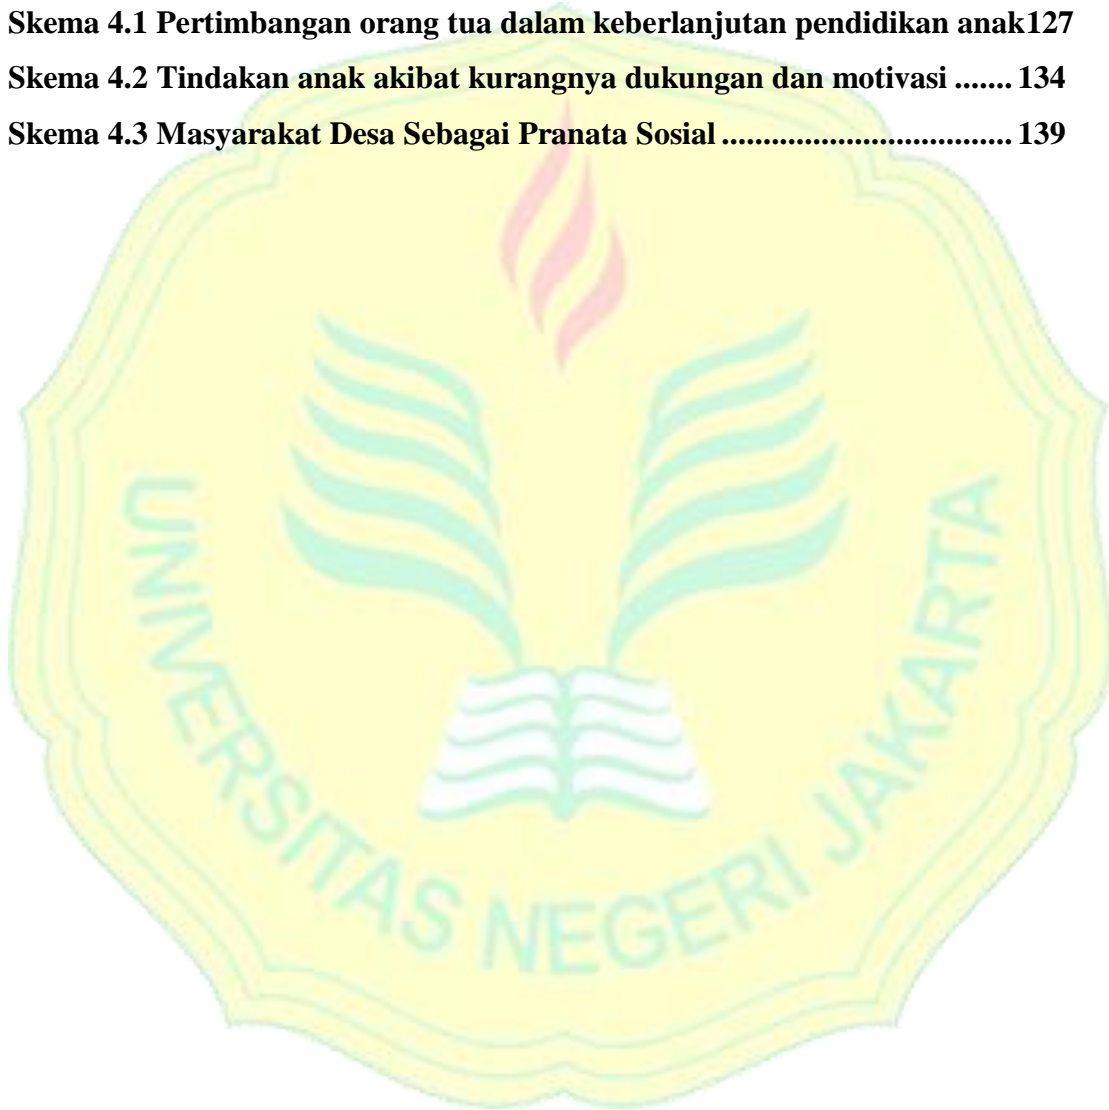 Skema 4.1 Pertimbangan orang tua dalam keberlanjutan pendidikan anak127
Skema 4.2 Tindakan anak akibat kurangnya dukungan dan motivasi ....... 134
Skema 4.3 Masyarakat Desa Sebagai Pranata Sosial ................................... 139
UNIVERSITAS NEGERI JAKARTA